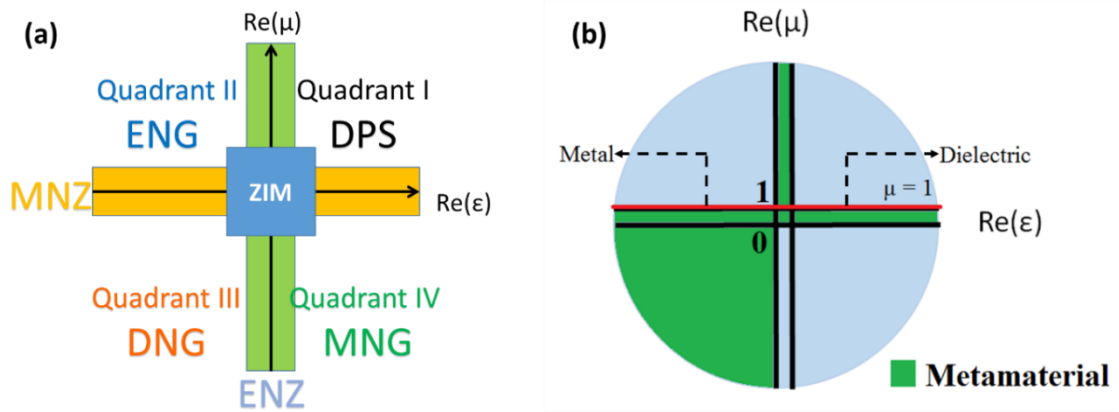 (a)
Re(μ)
Quadrant II
ENG
Quadrant I
DPS
MNZ
ZIM
Re(ε)
Quadrant III
DNG
Quadrant IV
MNG
ENZ
(b)
Re(μ)
Metal
Dielectric
1
μ = 1
0
Re(ε)
Metamaterial